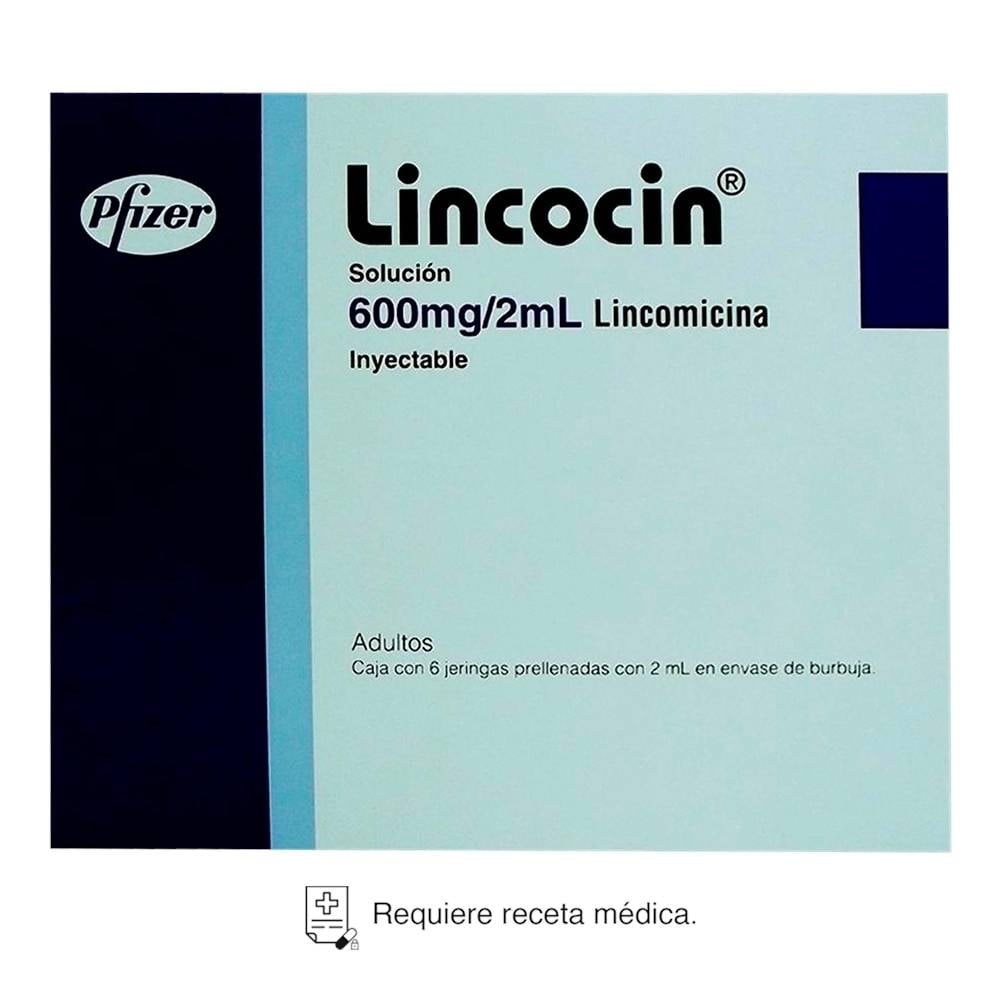 Pfizer
Lincocin®
Solución
600mg/2mL Lincomicina
Inyectable
Adultos
Caja con 6 jeringas prellenadas con 2 mL en envase de burbuja.
Requiere receta médica.